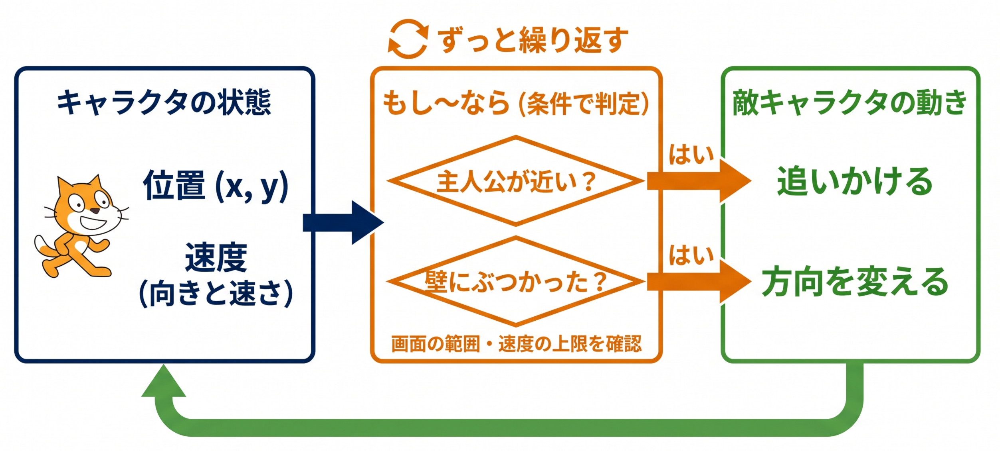 ずっと繰り返す
キャラクタの状態
位置 (x, y)
速度
(向きと速さ)
もし~なら (条件で判定)
主人公が近い?
はい
壁にぶつかった?
はい
画面の範囲・速度の上限を確認
敵キャラクタの動き
追いかける
方向を変える